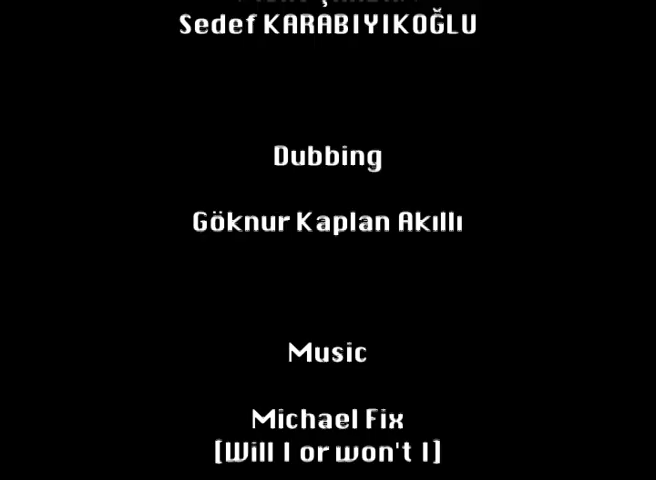 Sedef KARABIYIKOĞLU
Dubbing
Göknur Kaplan Akıllı
Music
Michael Fix
[Will I or won't I]